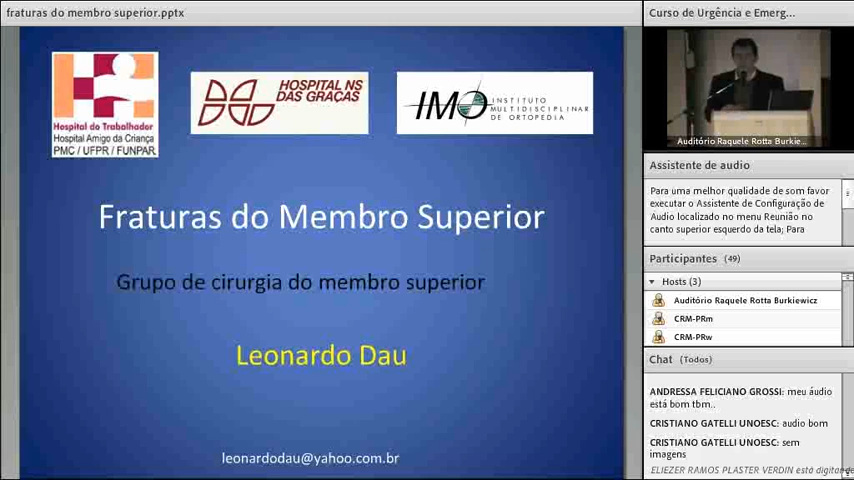 fraturas do membro superior.pptx
Hospital do Trabalhador
Hospital Amigo da Criança
PMC / UFPR / FUNPAR
HOSPITAL NS
DAS GRAÇAS
IMO
INSTITUTO
MULTIDISCIPLINAR
DE ORTOPEDIA
Fraturas do Membro Superior
Grupo de cirurgia do membro superior
Leonardo Dau
leonardodau@yahoo.com.br
Curso de Urgência e Emerg...
Auditório Raquele Rotta Burkie...
Assistente de audio
Para uma melhor qualidade de som favor
executar o Assistente de Configuração de
Audio localizado no menu Reunião no
canto superior esquerdo da tela; Para
Participantes (49)
Hosts (3)
Auditório Raquele Rotta Burkiewicz
CRM-PRm
CRM-PRw
Chat (Todos)
ANDRESSA FELICIANO GROSSI: meu áudio
está bom tbm..
CRISTIANO GATELLI UNOESC: audio bom
CRISTIANO GATELLI UNOESC: sem
imagens
ELIEZER RAMOS PLASTER VERDIN está digitando